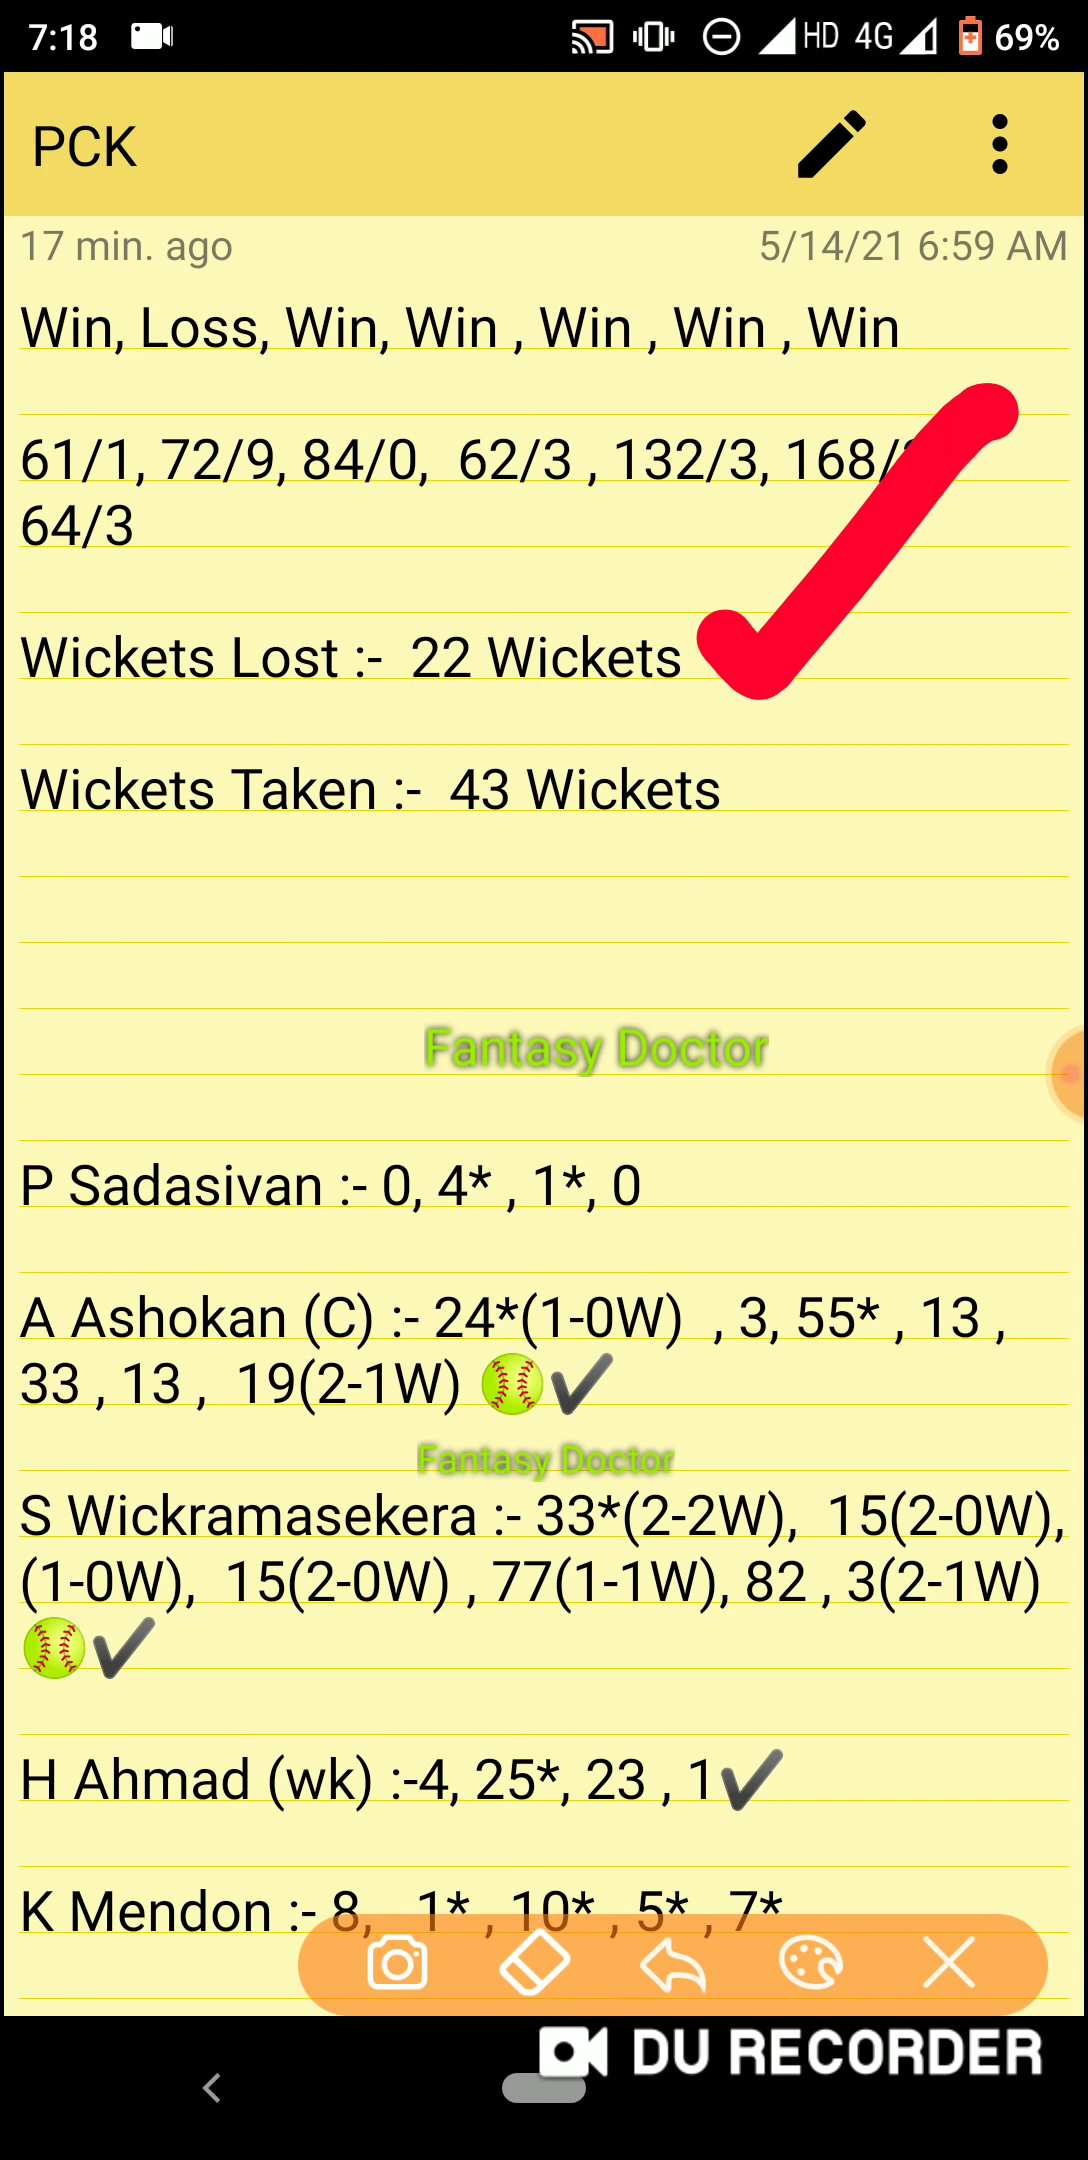 7:18 HD 4G 69%
PCK
17 min. ago 5/14/21 6:59 AM
Win, Loss, Win, Win , Win , Win , Win
61/1, 72/9, 84/0,  62/3 , 132/3, 168/
64/3
Wickets Lost :-  22 Wickets
Wickets Taken :-  43 Wickets
Fantasy Doctor
P Sadasivan :- 0, 4* , 1*, 0
A Ashokan (C) :- 24*(1-0W)  , 3, 55* , 13 ,
33 , 13 ,  19(2-1W) 🥎✔
Fantasy Doctor
S Wickramasekera :- 33*(2-2W),  15(2-0W),
(1-0W),  15(2-0W) , 77(1-1W), 82 , 3(2-1W)
🥎✔
H Ahmad (wk) :-4, 25*, 23 , 1✔
K Mendon :- 8,   1* , 10* , 5* , 7*
DU RECORDER